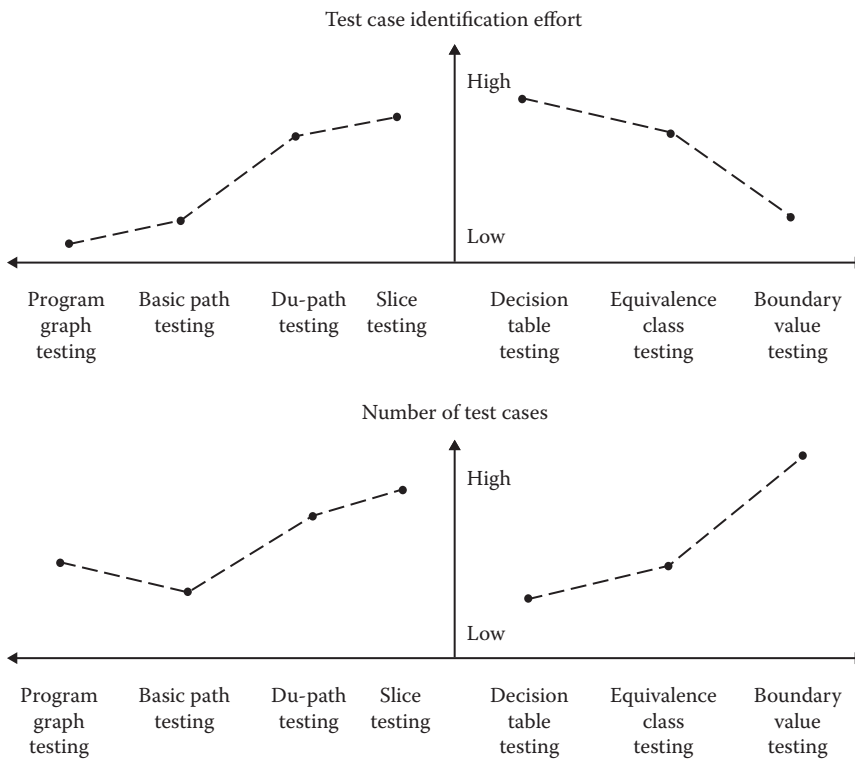 Test case identification effort
High
Low
Program
graph
testing
Basic path
testing
Du-path
testing
Slice
testing
Decision
table
testing
Equivalence
class
testing
Boundary
value
testing
Number of test cases
High
Low
Program
graph
testing
Basic path
testing
Du-path
testing
Slice
testing
Decision
table
testing
Equivalence
class
testing
Boundary
value
testing